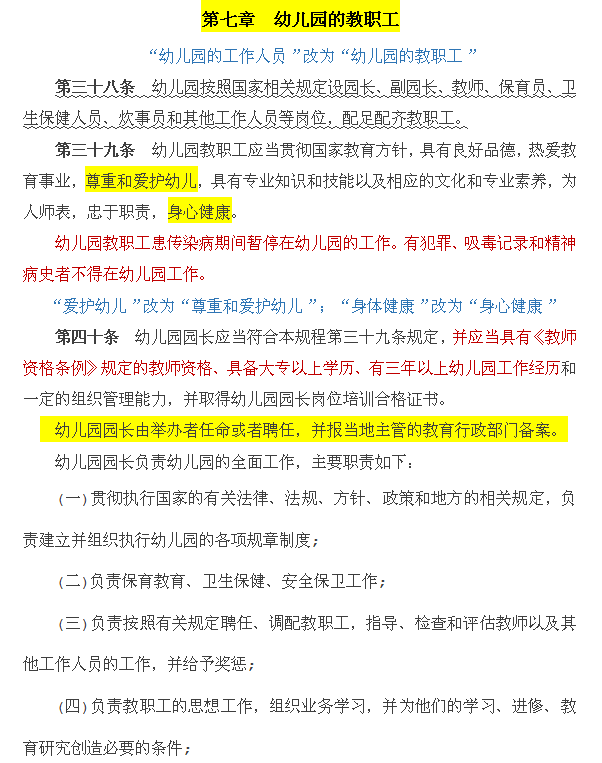 第七章　幼儿园的教职工
“幼儿园的工作人员”改为“幼儿园的教职工”
第三十八条　幼儿园按照国家相关规定设园长、副园长、教师、保育员、卫
生保健人员、炊事员和其他工作人员等岗位，配足配齐教职工。
第三十九条　幼儿园教职工应当贯彻国家教育方针，具有良好品德，热爱教
育事业，尊重和爱护幼儿，具有专业知识和技能以及相应的文化和专业素养，为
人师表，忠于职责，身心健康。
幼儿园教职工患传染病期间暂停在幼儿园的工作。有犯罪、吸毒记录和精神
病史者不得在幼儿园工作。
“爱护幼儿”改为“尊重和爱护幼儿”；“身体健康”改为“身心健康”
第四十条　幼儿园园长应当符合本规程第三十九条规定，并应当具有《教师
资格条例》规定的教师资格、具备大专以上学历、有三年以上幼儿园工作经历和
一定的组织管理能力，并取得幼儿园园长岗位培训合格证书。
幼儿园园长由举办者任命或者聘任，并报当地主管的教育行政部门备案。
幼儿园园长负责幼儿园的全面工作，主要职责如下：
(一)贯彻执行国家的有关法律、法规、方针、政策和地方的相关规定，负
责建立并组织执行幼儿园的各项规章制度；
(二)负责保育教育、卫生保健、安全保卫工作；
(三)负责按照有关规定聘任、调配教职工，指导、检查和评估教师以及其
他工作人员的工作，并给予奖惩；
(四)负责教职工的思想工作，组织业务学习，并为他们的学习、进修、教
育研究创造必要的条件；